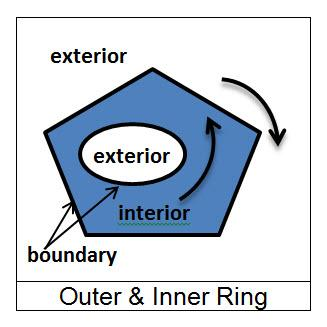 exterior
exterior
interior
boundary
Outer & Inner Ring